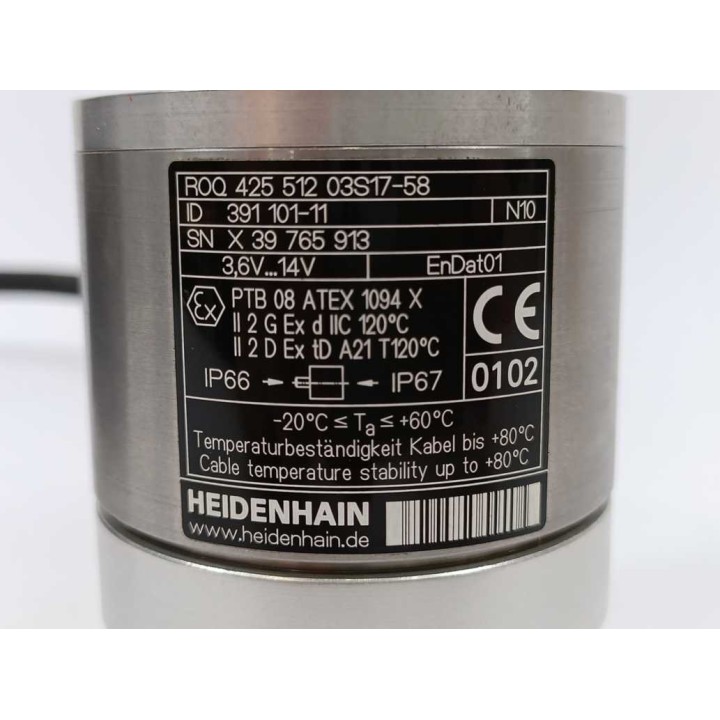 ROQ 425 512 03S17-58
ID 391 101-11 N10
SN X 39 765 913
3,6V...14V EnDat01
Ex PTB 08 ATEX 1094 X
II 2 G Ex d IIC 120°C
II 2 D Ex tD A21 T120°C
CE
0102
IP66 IP67
-20°C ≤ Ta ≤ +60°C
Temperaturbeständigkeit Kabel bis +80°C
Cable temperature stability up to +80°C
HEIDENHAIN
www.heidenhain.de